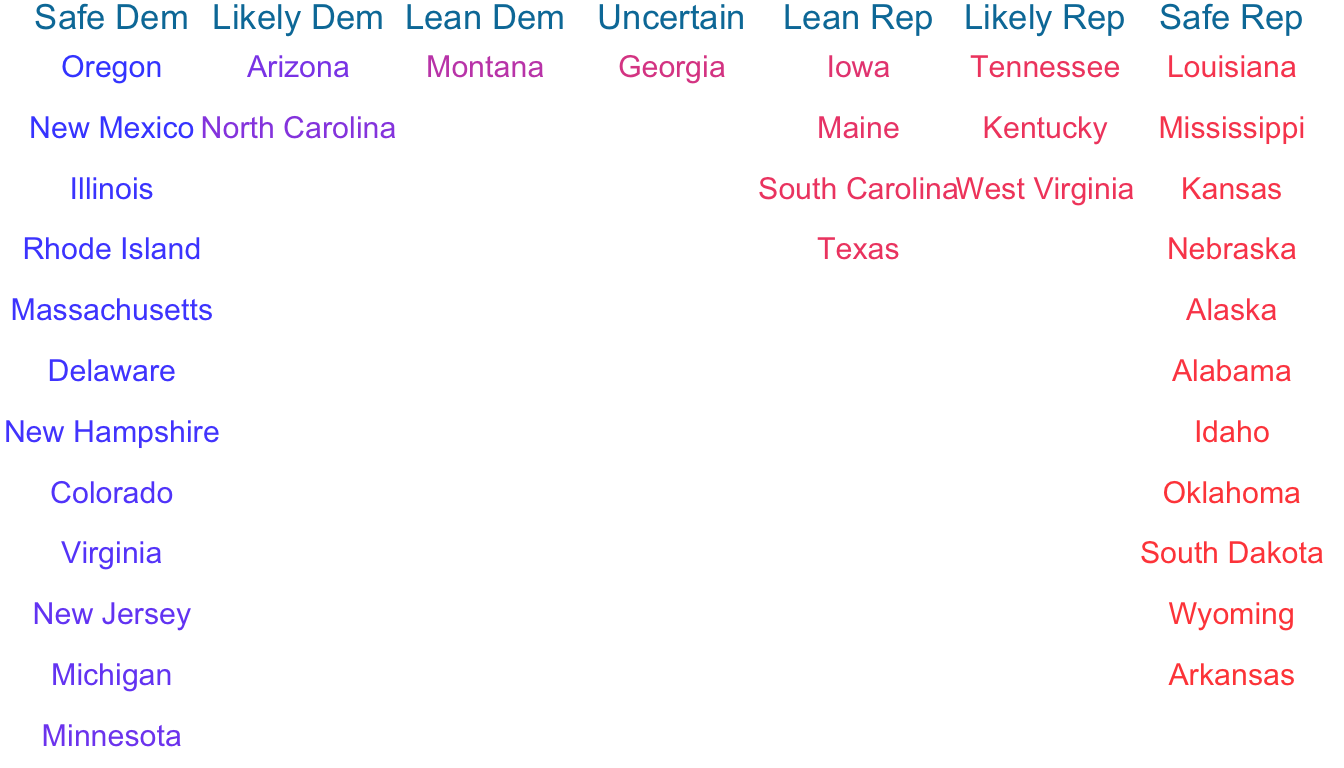 Safe Dem Likely Dem Lean Dem Uncertain Lean Rep Likely Rep Safe Rep
Oregon Arizona Montana Georgia Iowa Tennessee Louisiana
New Mexico North Carolina Maine Kentucky Mississippi
Illinois South Carolina West Virginia Kansas
Rhode Island Texas Nebraska
Massachusetts Alaska
Delaware Alabama
New Hampshire Idaho
Colorado Oklahoma
Virginia South Dakota
New Jersey Wyoming
Michigan Arkansas
Minnesota